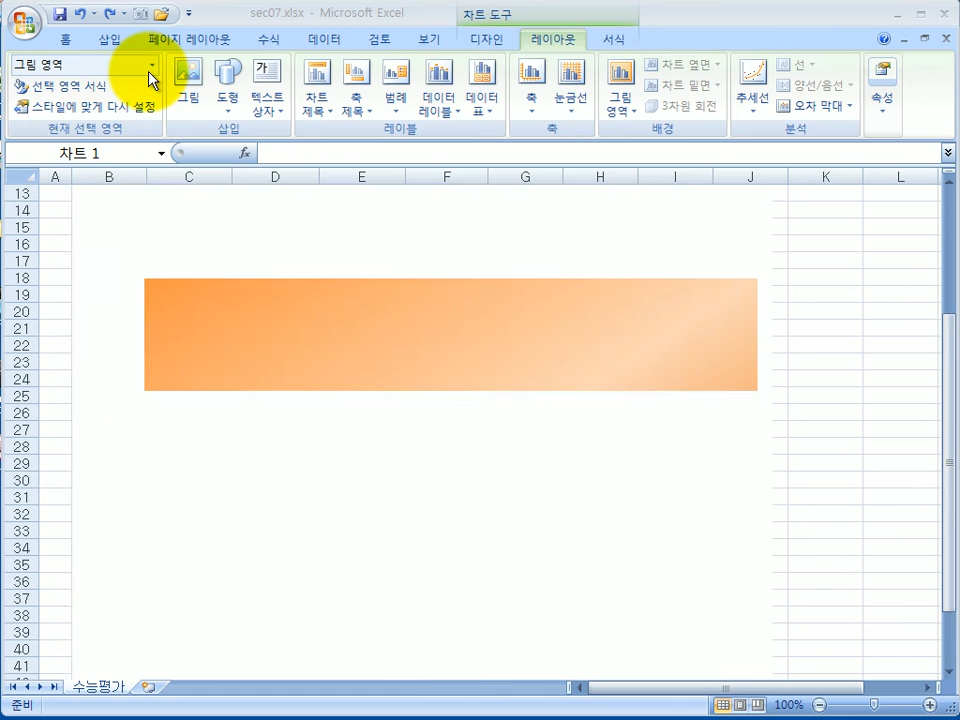 sec07.xlsx - Microsoft Excel
차트 도구
홈 삽입 페이지 레이아웃 수식 데이터 검토 보기 디자인 레이아웃 서식
그림 영역
선택 영역 서식
스타일에 맞게 다시 설정
현재 선택 영역
그림
도형
텍스트 상자
삽입
차트 제목
축 제목
범례
데이터 레이블
데이터 표
레이블
축
눈금선
축
그림 영역
차트 옆면
차트 밑면
3차원 회전
배경
추세선
선
양선/음선
오차 막대
분석
속성
차트 1
fx
A B C D E F G H I J K L
13
14
15
16
17
18
19
20
21
22
23
24
25
26
27
28
29
30
31
32
33
34
35
36
37
38
39
40
41
수능평가
준비
100%